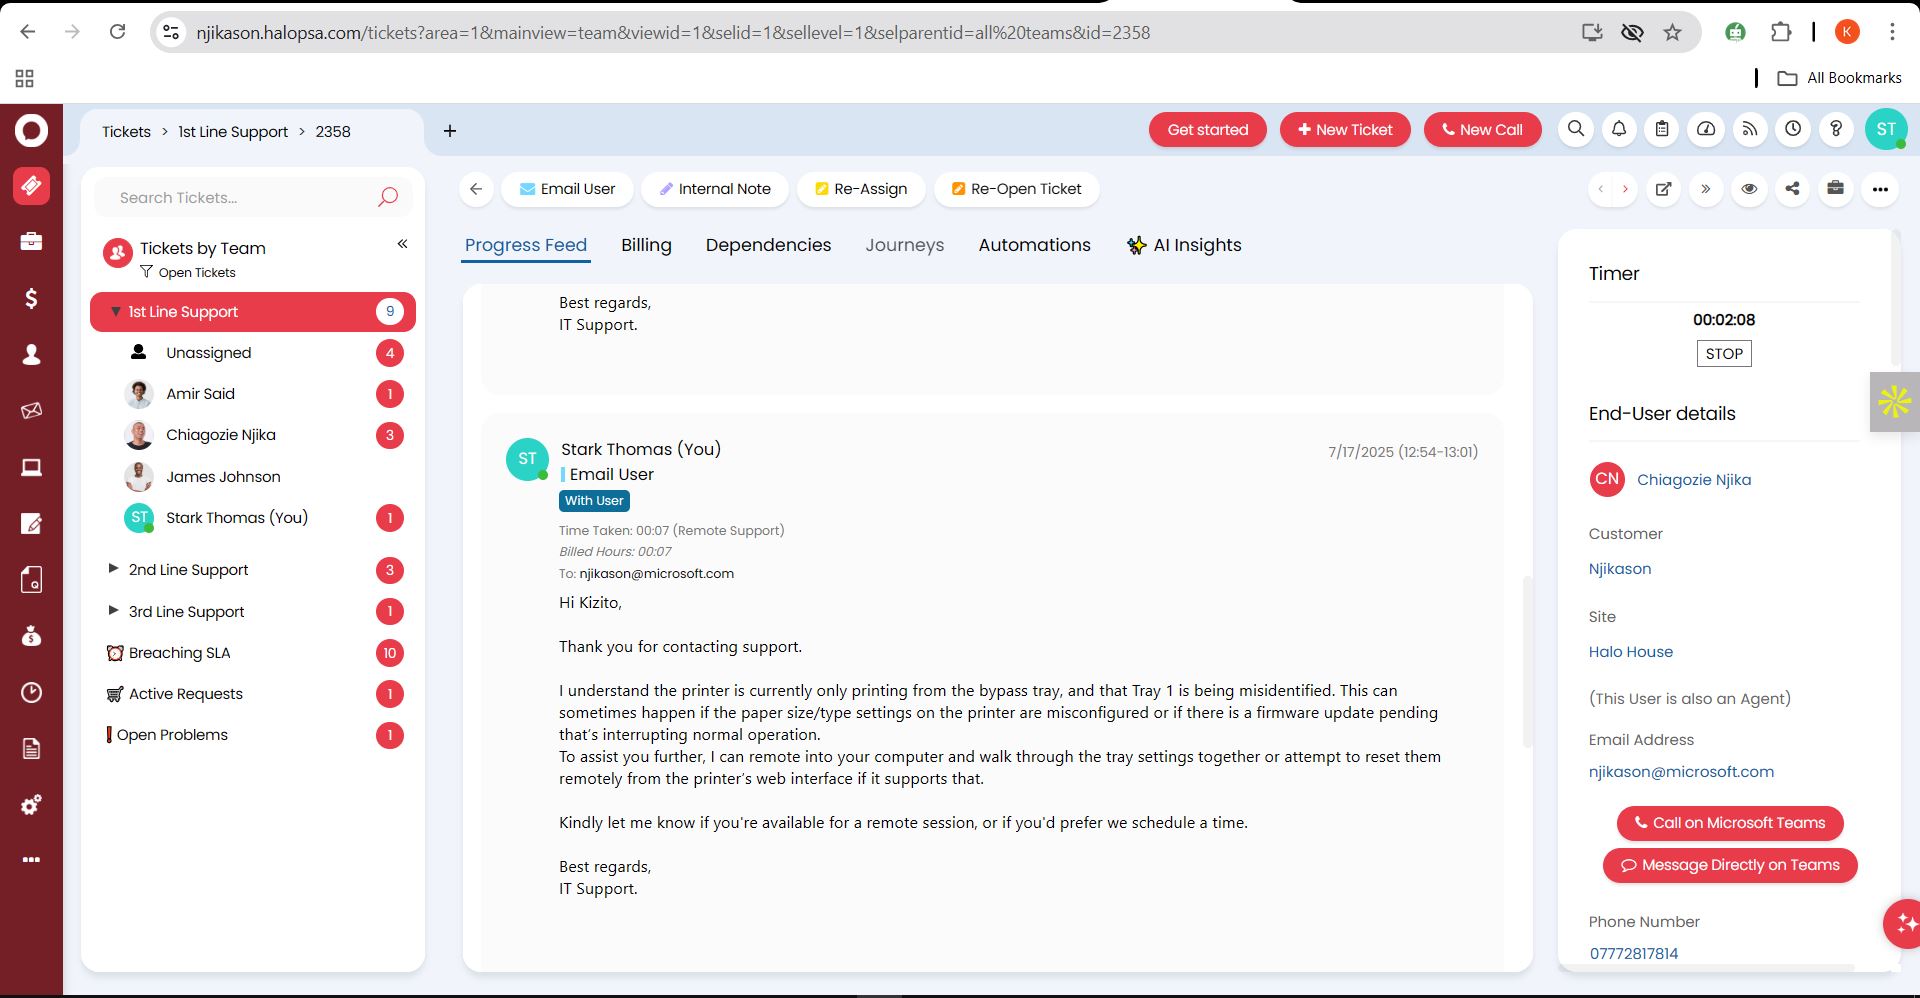 njikason.halopsa.com/tickets?area=1&mainview=team&viewid=1&selid=1&sellevel=1&selparentid=all%20teams&id=2358
K
All Bookmarks
Tickets > 1st Line Support > 2358
+
Get started
New Ticket
New Call
ST
Search Tickets...
Tickets by Team
Open Tickets
1st Line Support 9
Unassigned 4
Amir Said 1
Chiagozie Njika 3
James Johnson
ST Stark Thomas (You) 1
2nd Line Support 3
3rd Line Support 1
Breaching SLA 10
Active Requests 1
Open Problems 1
Email User
Internal Note
Re-Assign
Re-Open Ticket
Progress Feed
Billing
Dependencies
Journeys
Automations
AI Insights
Best regards,
IT Support.
ST
Stark Thomas (You)
7/17/2025 (12:54-13:01)
Email User
With User
Time Taken: 00:07 (Remote Support)
Billed Hours: 00:07
To: njikason@microsoft.com
Hi Kizito,
Thank you for contacting support.
I understand the printer is currently only printing from the bypass tray, and that Tray 1 is being misidentified. This can
sometimes happen if the paper size/type settings on the printer are misconfigured or if there is a firmware update pending
that's interrupting normal operation.
To assist you further, I can remote into your computer and walk through the tray settings together or attempt to reset them
remotely from the printer's web interface if it supports that.
Kindly let me know if you're available for a remote session, or if you'd prefer we schedule a time.
Best regards,
IT Support.
Timer
00:02:08
STOP
End-User details
CN Chiagozie Njika
Customer
Njikason
Site
Halo House
(This User is also an Agent)
Email Address
njikason@microsoft.com
Call on Microsoft Teams
Message Directly on Teams
Phone Number
07772817814